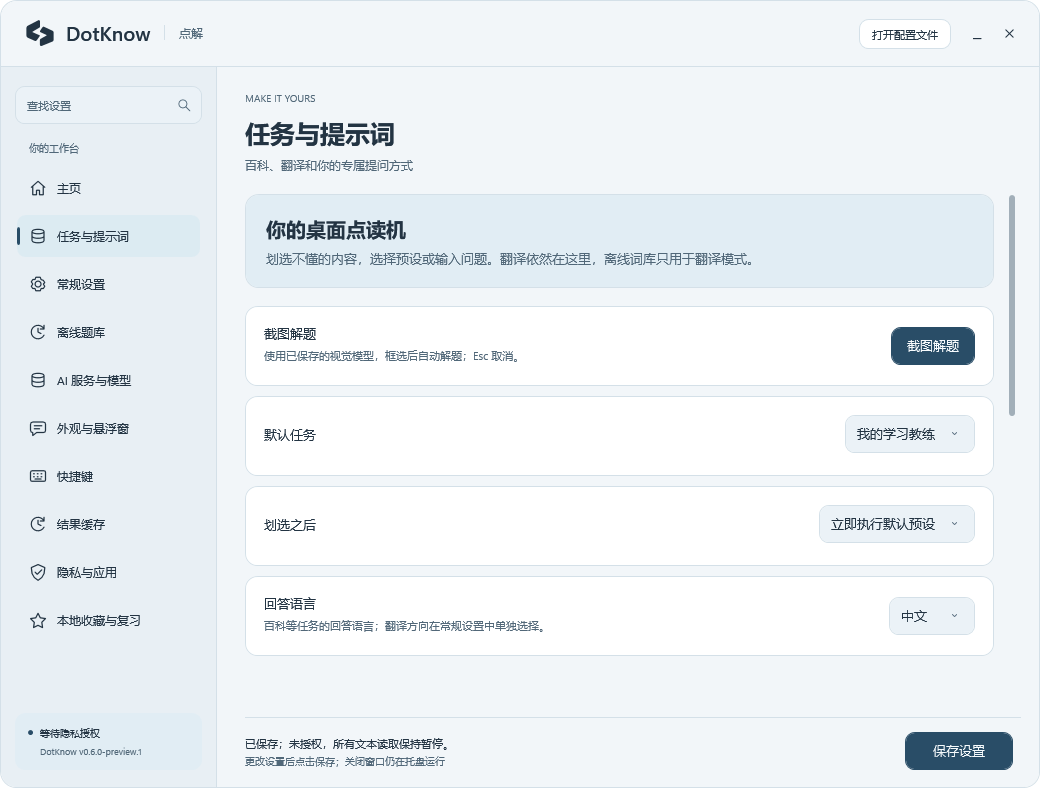 DotKnow 点解
打开配置文件
查找设置
你的工作台
主页
任务与提示词
常规设置
离线题库
AI 服务与模型
外观与悬浮窗
快捷键
结果缓存
隐私与应用
本地收藏与复习
等待隐私授权
DotKnow v0.6.0-preview.1
MAKE IT YOURS
任务与提示词
百科、翻译和你的专属提问方式
你的桌面点读机
划选不懂的内容，选择预设或输入问题。翻译依然在这里，离线词库只用于翻译模式。
截图解题
使用已保存的视觉模型，框选后自动解题；Esc 取消。
截图解题
默认任务
我的学习教练
划选之后
立即执行默认预设
回答语言
百科等任务的回答语言；翻译方向在常规设置中单独选择。
中文
已保存；未授权，所有文本读取保持暂停。
更改设置后点击保存；关闭窗口仍在托盘运行
保存设置